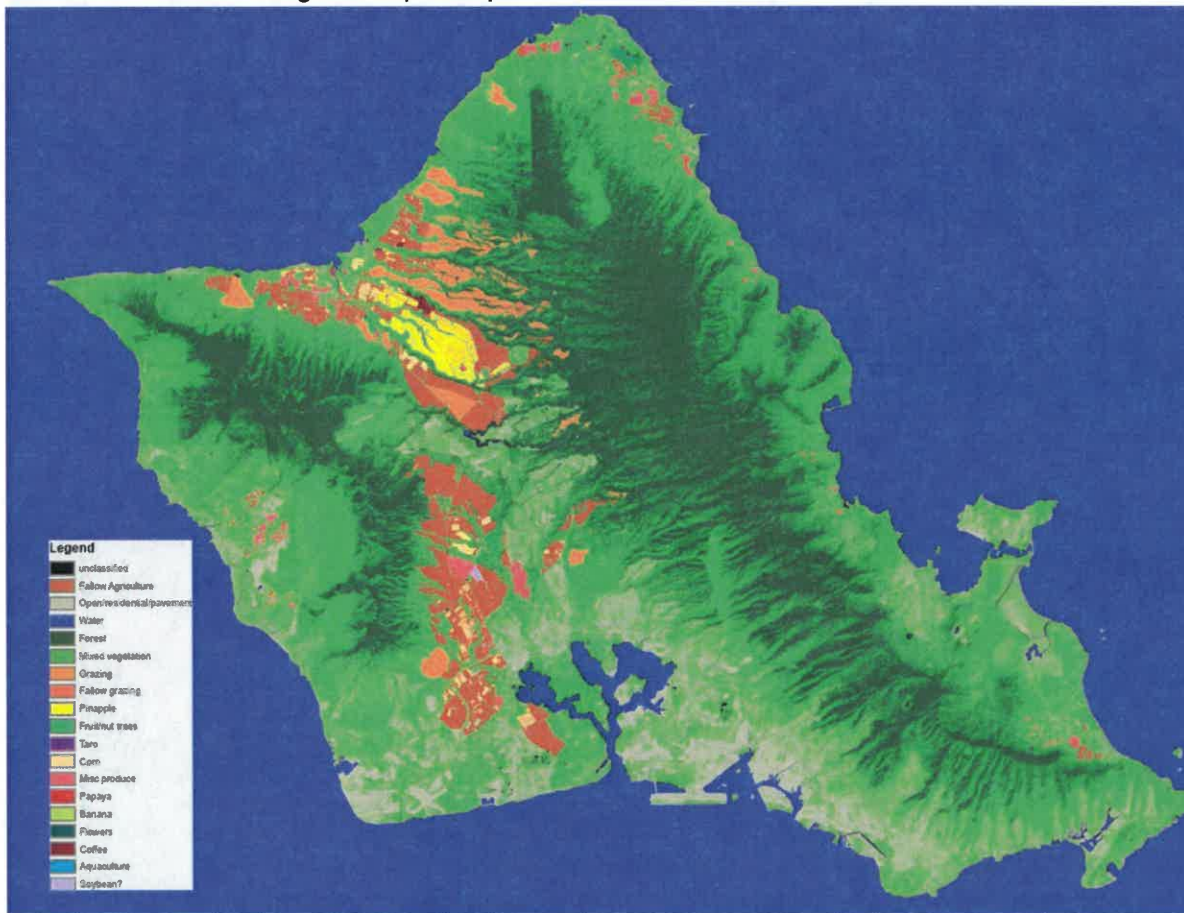 Legend
unclassified
Fallow Agriculture
Open/residential/pavement
Water
Forest
Mixed vegetation
Grazing
Fallow grazing
Pinapple
Fruit/nut trees
Taro
Corn
Misc produce
Papaya
Banana
Flowers
Coffee
Aquaculture
Soybean?